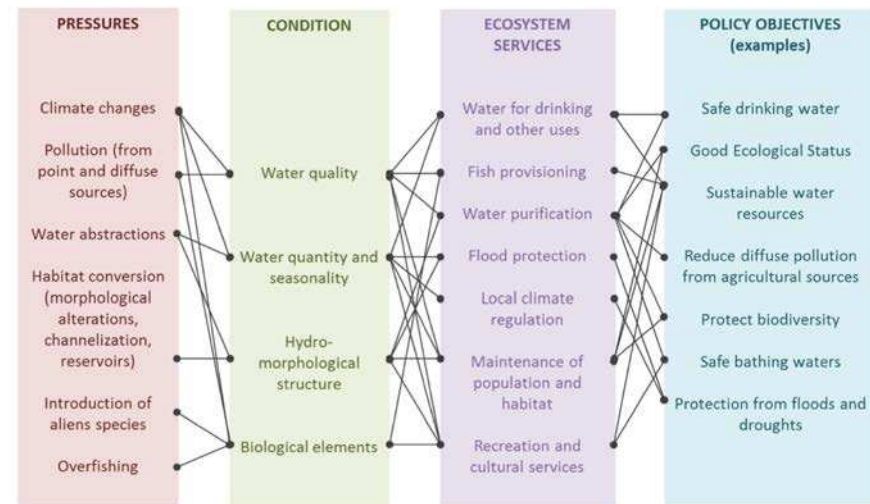 PRESSURES
Climate changes
Pollution (from
point and diffuse
sources)
Water abstractions
Habitat conversion
(morphological
alterations,
channelization,
reservoirs)
Introduction of
aliens species
Overfishing
CONDITION
Water quality
Water quantity and
seasonality
Hydro-
morphological
structure
Biological elements
ECOSYSTEM
SERVICES
Water for drinking
and other uses
Fish provisioning
Water purification
Flood protection
Local climate
regulation
Maintenance of
population and
habitat
Recreation and
cultural services
POLICY OBJECTIVES
(examples)
Safe drinking water
Good Ecological Status
Sustainable water
resources
Reduce diffuse pollution
from agricultural sources
Protect biodiversity
Safe bathing waters
Protection from floods and
droughts